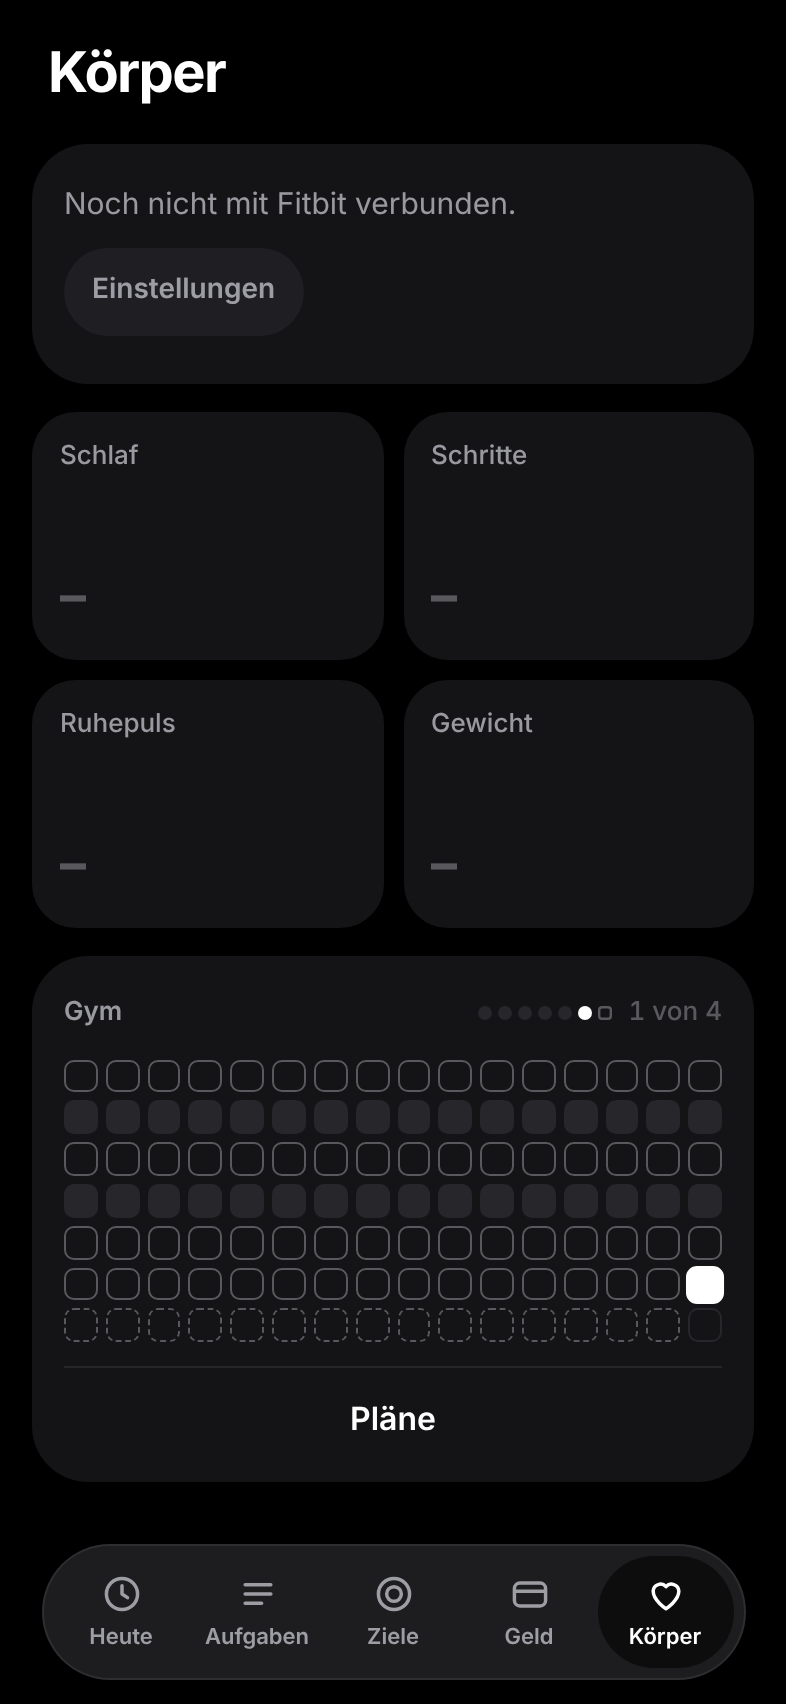 Körper
Noch nicht mit Fitbit verbunden.
Einstellungen
Schlaf
–
Schritte
–
Ruhepuls
–
Gewicht
–
Gym
1 von 4
Pläne
Heute
Aufgaben
Ziele
Geld
Körper